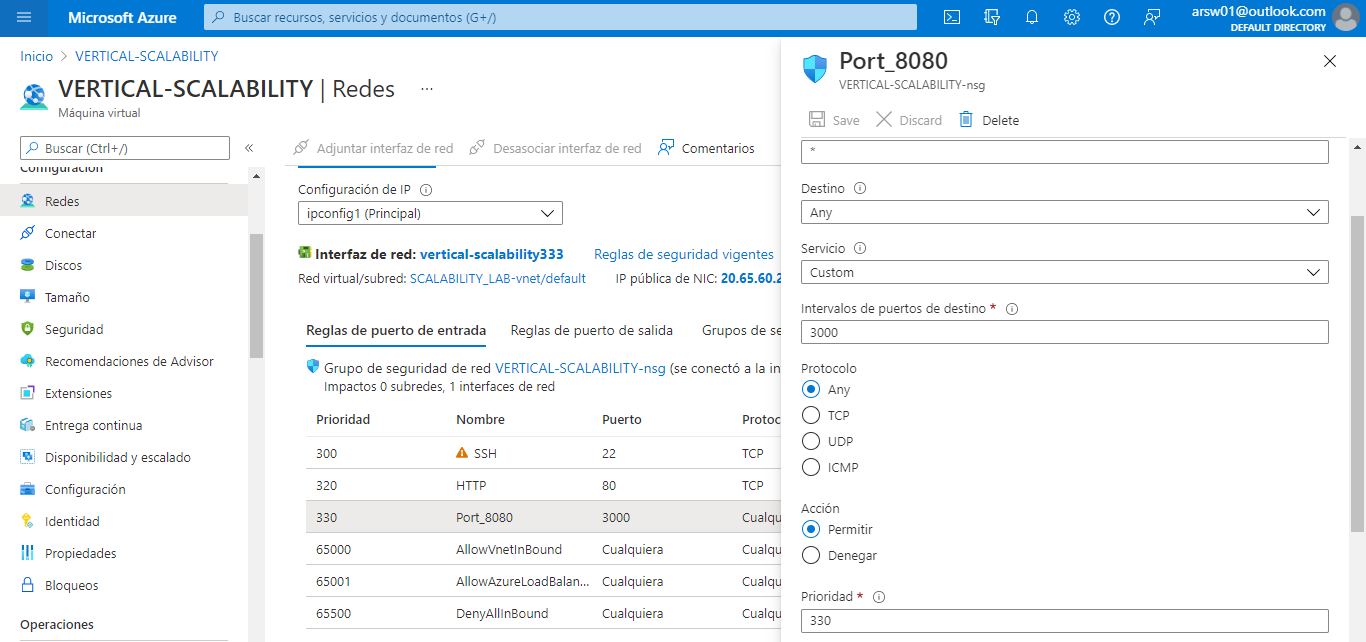 Microsoft Azure
Buscar recursos, servicios y documentos (G+/)
arsw01@outlook.com
DEFAULT DIRECTORY
Inicio > VERTICAL-SCALABILITY
VERTICAL-SCALABILITY | Redes ...
Máquina virtual
Buscar (Ctrl+/)
«
Configuración
Redes
Conectar
Discos
Tamaño
Seguridad
Recomendaciones de Advisor
Extensiones
Entrega continua
Disponibilidad y escalado
Configuración
Identidad
Propiedades
Bloqueos
Operaciones
Adjuntar interfaz de red
Desasociar interfaz de red
Comentarios
Configuración de IP
ipconfig1 (Principal)
Interfaz de red: vertical-scalability333 Reglas de seguridad vigentes
Red virtual/subred: SCALABILITY_LAB-vnet/default IP pública de NIC: 20.65.60.2
Reglas de puerto de entrada Reglas de puerto de salida Grupos de se
Grupo de seguridad de red VERTICAL-SCALABILITY-nsg (se conectó a la in
Impactos 0 subredes, 1 interfaces de red
Prioridad Nombre Puerto Protoc
300 SSH 22 TCP
320 HTTP 80 TCP
330 Port_8080 3000 Cualqu
65000 AllowVnetInBound Cualquiera Cualqu
65001 AllowAzureLoadBalan... Cualquiera Cualqu
65500 DenyAllInBound Cualquiera Cualqu
Port_8080
VERTICAL-SCALABILITY-nsg
Save Discard Delete
*
Destino
Any
Servicio
Custom
Intervalos de puertos de destino *
3000
Protocolo
Any
TCP
UDP
ICMP
Acción
Permitir
Denegar
Prioridad *
330